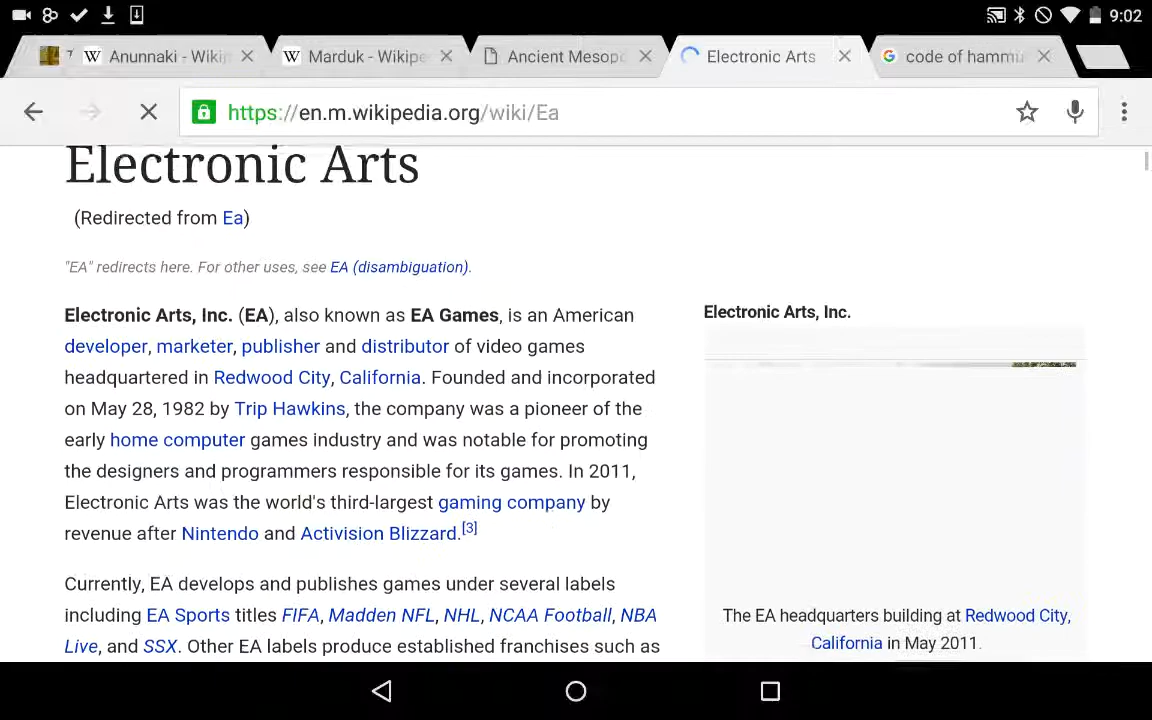 9:02
Anunnaki - Wiki
Marduk - Wikipe
Ancient Mesop
Electronic Arts
code of hammu
https://en.m.wikipedia.org/wiki/Ea
Electronic Arts
(Redirected from Ea)
"EA" redirects here. For other uses, see EA (disambiguation).
Electronic Arts, Inc. (EA), also known as EA Games, is an American
developer, marketer, publisher and distributor of video games
headquartered in Redwood City, California. Founded and incorporated
on May 28, 1982 by Trip Hawkins, the company was a pioneer of the
early home computer games industry and was notable for promoting
the designers and programmers responsible for its games. In 2011,
Electronic Arts was the world's third-largest gaming company by
revenue after Nintendo and Activision Blizzard.[3]
Currently, EA develops and publishes games under several labels
including EA Sports titles FIFA, Madden NFL, NHL, NCAA Football, NBA
Live, and SSX. Other EA labels produce established franchises such as
Electronic Arts, Inc.
The EA headquarters building at Redwood City,
California in May 2011.